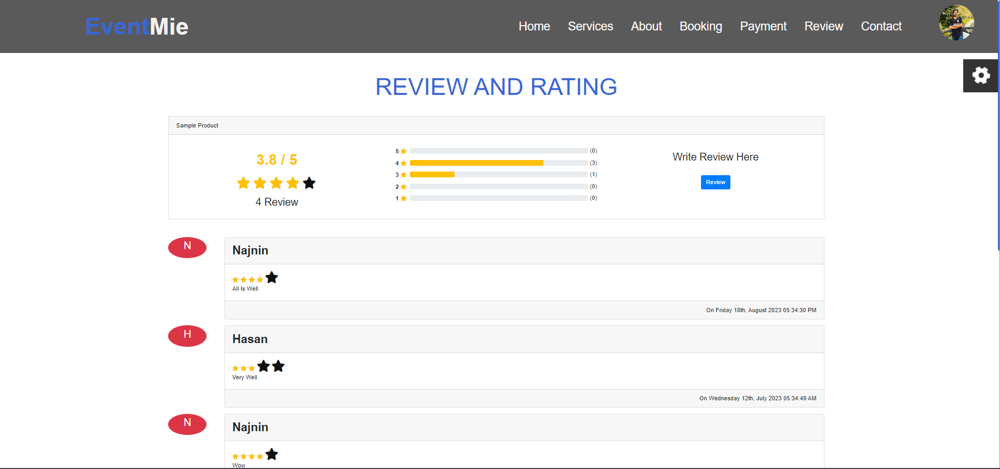 EventMie
Home Services About Booking Payment Review Contact
REVIEW AND RATING
Sample Product
3.8 / 5
4 Review
5 (0)
4 (3)
3 (1)
2 (0)
1 (0)
Write Review Here
Review
N
Najnin
All Is Well
On Friday 18th, August 2023 05:34:30 PM
H
Hasan
Very Well
On Wednesday 12th, July 2023 05:34:49 AM
N
Najnin
Wow